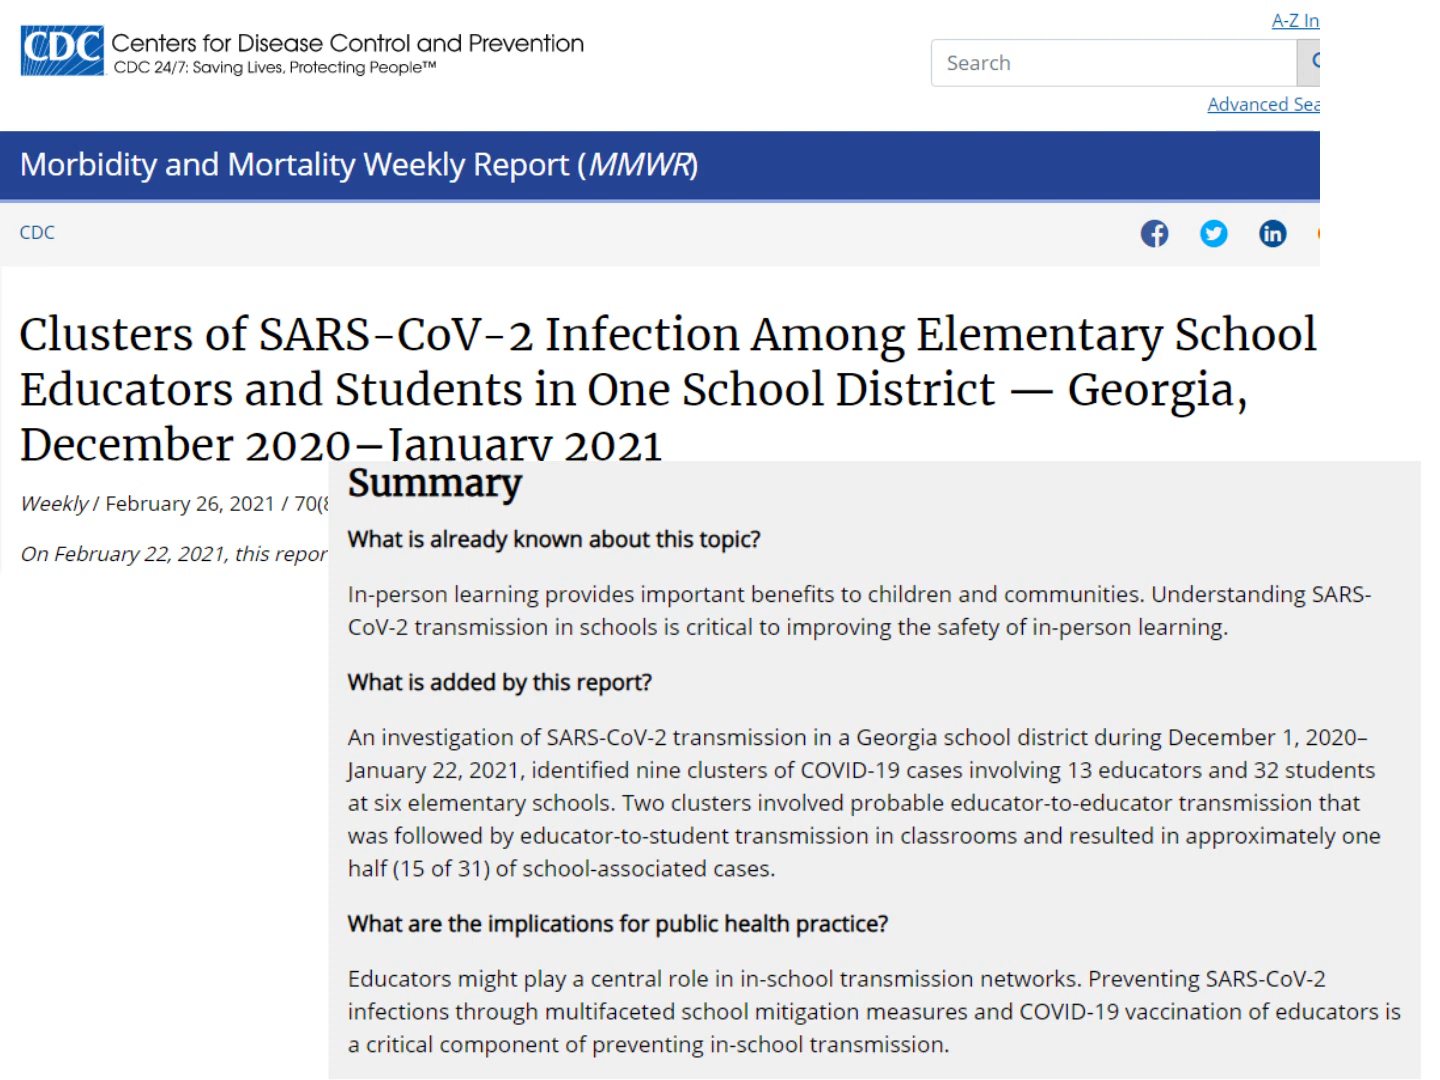 A-Z In
CDC Centers for Disease Control and Prevention
CDC 24/7: Saving Lives, Protecting People™
Search
Advanced Sea
Morbidity and Mortality Weekly Report (MMWR)
CDC
Clusters of SARS-CoV-2 Infection Among Elementary School
Educators and Students in One School District — Georgia,
December 2020–January 2021
Weekly / February 26, 2021 / 70(8
On February 22, 2021, this repor
Summary
What is already known about this topic?
In-person learning provides important benefits to children and communities. Understanding SARS-
CoV-2 transmission in schools is critical to improving the safety of in-person learning.
What is added by this report?
An investigation of SARS-CoV-2 transmission in a Georgia school district during December 1, 2020–
January 22, 2021, identified nine clusters of COVID-19 cases involving 13 educators and 32 students
at six elementary schools. Two clusters involved probable educator-to-educator transmission that
was followed by educator-to-student transmission in classrooms and resulted in approximately one
half (15 of 31) of school-associated cases.
What are the implications for public health practice?
Educators might play a central role in in-school transmission networks. Preventing SARS-CoV-2
infections through multifaceted school mitigation measures and COVID-19 vaccination of educators is
a critical component of preventing in-school transmission.